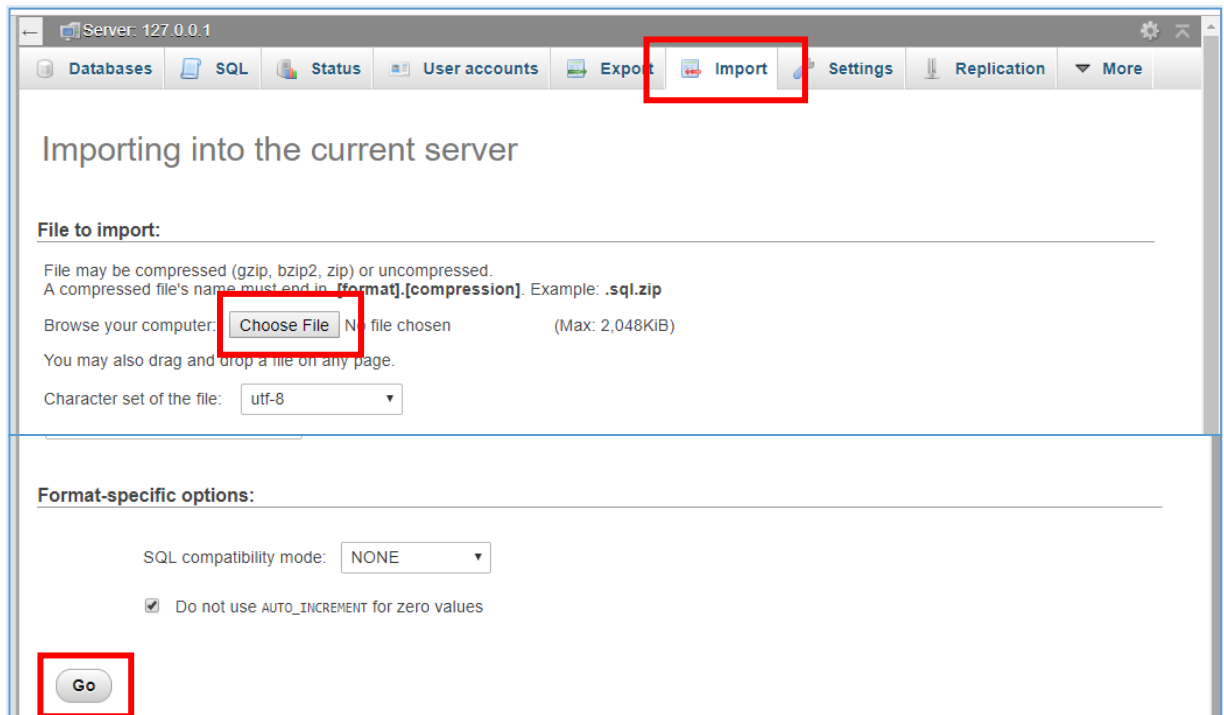 Server: 127.0.0.1
Databases SQL Status User accounts Export Import Settings Replication More
Importing into the current server
File to import:
File may be compressed (gzip, bzip2, zip) or uncompressed.
A compressed file's name must end in .[format].[compression]. Example: .sql.zip
Browse your computer: Choose File No file chosen (Max: 2,048KiB)
You may also drag and drop a file on any page.
Character set of the file: utf-8
Format-specific options:
SQL compatibility mode: NONE
Do not use AUTO_INCREMENT for zero values
Go